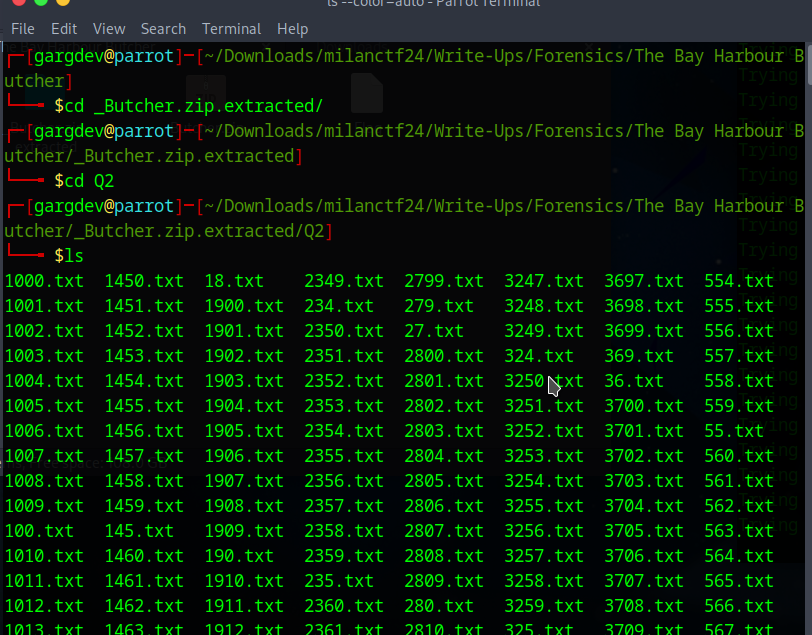 ls --color=auto - Parrot Terminal
File Edit View Search Terminal Help
┌─[gargdev@parrot]─[~/Downloads/milanctf24/Write-Ups/Forensics/The Bay Harbour B
utcher]
└──╼ $cd _Butcher.zip.extracted/
┌─[gargdev@parrot]─[~/Downloads/milanctf24/Write-Ups/Forensics/The Bay Harbour B
utcher/_Butcher.zip.extracted]
└──╼ $cd Q2
┌─[gargdev@parrot]─[~/Downloads/milanctf24/Write-Ups/Forensics/The Bay Harbour B
utcher/_Butcher.zip.extracted/Q2]
└──╼ $ls
1000.txt 1450.txt 18.txt 2349.txt 2799.txt 3247.txt 3697.txt 554.txt
1001.txt 1451.txt 1900.txt 234.txt 279.txt 3248.txt 3698.txt 555.txt
1002.txt 1452.txt 1901.txt 2350.txt 27.txt 3249.txt 3699.txt 556.txt
1003.txt 1453.txt 1902.txt 2351.txt 2800.txt 324.txt 369.txt 557.txt
1004.txt 1454.txt 1903.txt 2352.txt 2801.txt 3250.txt 36.txt 558.txt
1005.txt 1455.txt 1904.txt 2353.txt 2802.txt 3251.txt 3700.txt 559.txt
1006.txt 1456.txt 1905.txt 2354.txt 2803.txt 3252.txt 3701.txt 55.txt
1007.txt 1457.txt 1906.txt 2355.txt 2804.txt 3253.txt 3702.txt 560.txt
1008.txt 1458.txt 1907.txt 2356.txt 2805.txt 3254.txt 3703.txt 561.txt
1009.txt 1459.txt 1908.txt 2357.txt 2806.txt 3255.txt 3704.txt 562.txt
100.txt 145.txt 1909.txt 2358.txt 2807.txt 3256.txt 3705.txt 563.txt
1010.txt 1460.txt 190.txt 2359.txt 2808.txt 3257.txt 3706.txt 564.txt
1011.txt 1461.txt 1910.txt 235.txt 2809.txt 3258.txt 3707.txt 565.txt
1012.txt 1462.txt 1911.txt 2360.txt 280.txt 3259.txt 3708.txt 566.txt
1013.txt 1463.txt 1912.txt 2361.txt 2810.txt 325.txt 3709.txt 567.txt